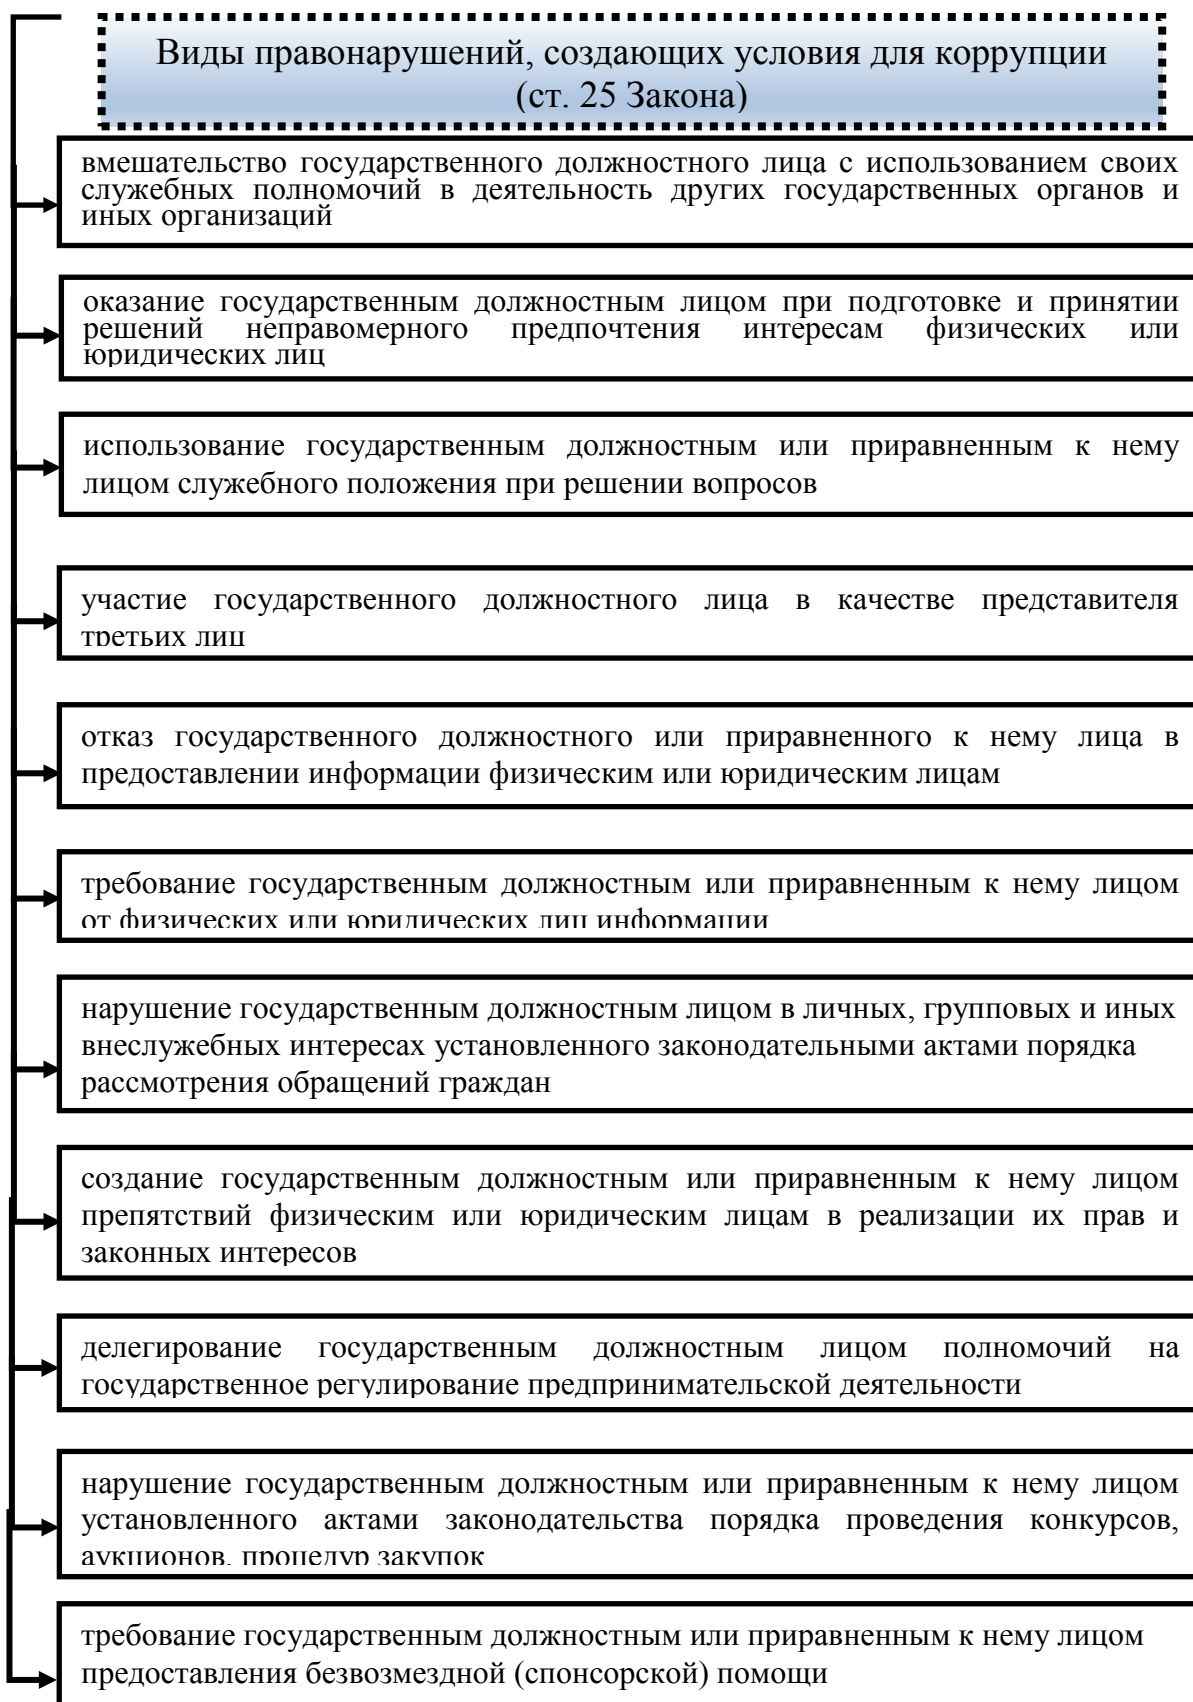 Виды правонарушений, создающих условия для коррупции
(ст. 25 Закона)
вмешательство государственного должностного лица с использованием своих
служебных полномочий в деятельность других государственных органов и
иных организаций
оказание государственным должностным лицом при подготовке и принятии
решений неправомерного предпочтения интересам физических или
юридических лиц
использование государственным должностным или приравненным к нему
лицом служебного положения при решении вопросов
участие государственного должностного лица в качестве представителя
третьих лиц
отказ государственного должностного или приравненного к нему лица в
предоставлении информации физическим или юридическим лицам
требование государственным должностным или приравненным к нему лицом
от физических или юридических лиц информации
нарушение государственным должностным лицом в личных, групповых и иных
внеслужебных интересах установленного законодательными актами порядка
рассмотрения обращений граждан
создание государственным должностным или приравненным к нему лицом
препятствий физическим или юридическим лицам в реализации их прав и
законных интересов
делегирование государственным должностным лицом полномочий на
государственное регулирование предпринимательской деятельности
нарушение государственным должностным или приравненным к нему лицом
установленного актами законодательства порядка проведения конкурсов,
аукционов, процедур закупок
требование государственным должностным или приравненным к нему лицом
предоставления безвозмездной (спонсорской) помощи